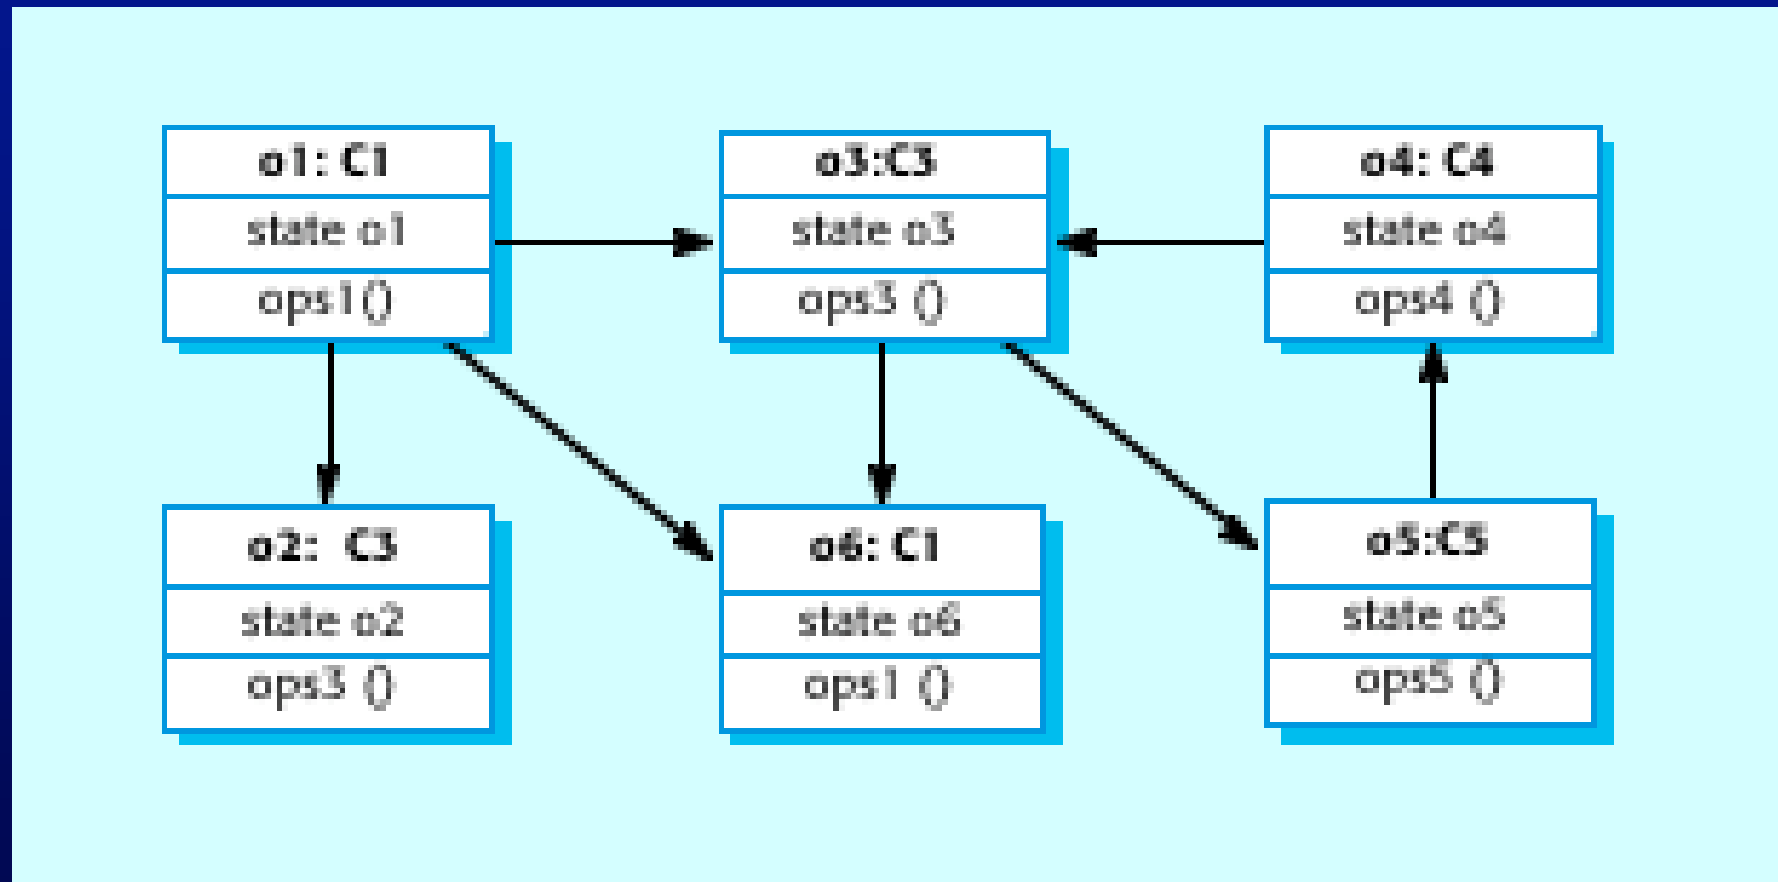 o1: C1
state o1
ops1()
o3:C3
state o3
ops3 ()
o4: C4
state o4
ops4 ()
o2: C3
state o2
ops3 ()
o6: C1
state o6
ops1 ()
o5:C5
state o5
ops5 ()